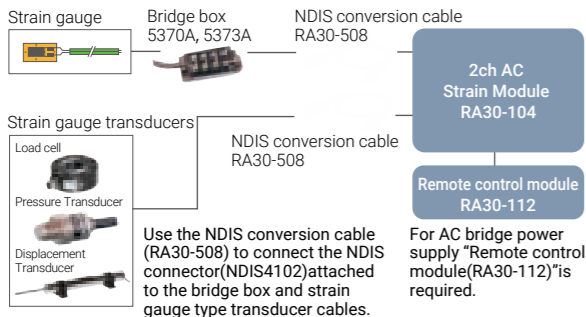 Strain gauge
Bridge box
5370A, 5373A
NDIS conversion cable
RA30-508
2ch AC
Strain Module
RA30-104
Strain gauge transducers
NDIS conversion cable
RA30-508
Load cell
Pressure Transducer
Displacement
Transducer
Remote control module
RA30-112
Use the NDIS conversion cable
(RA30-508) to connect the NDIS
connector(NDIS4102)attached
to the bridge box and strain
gauge type transducer cables.
For AC bridge power
supply “Remote control
module(RA30-112)”is
required.